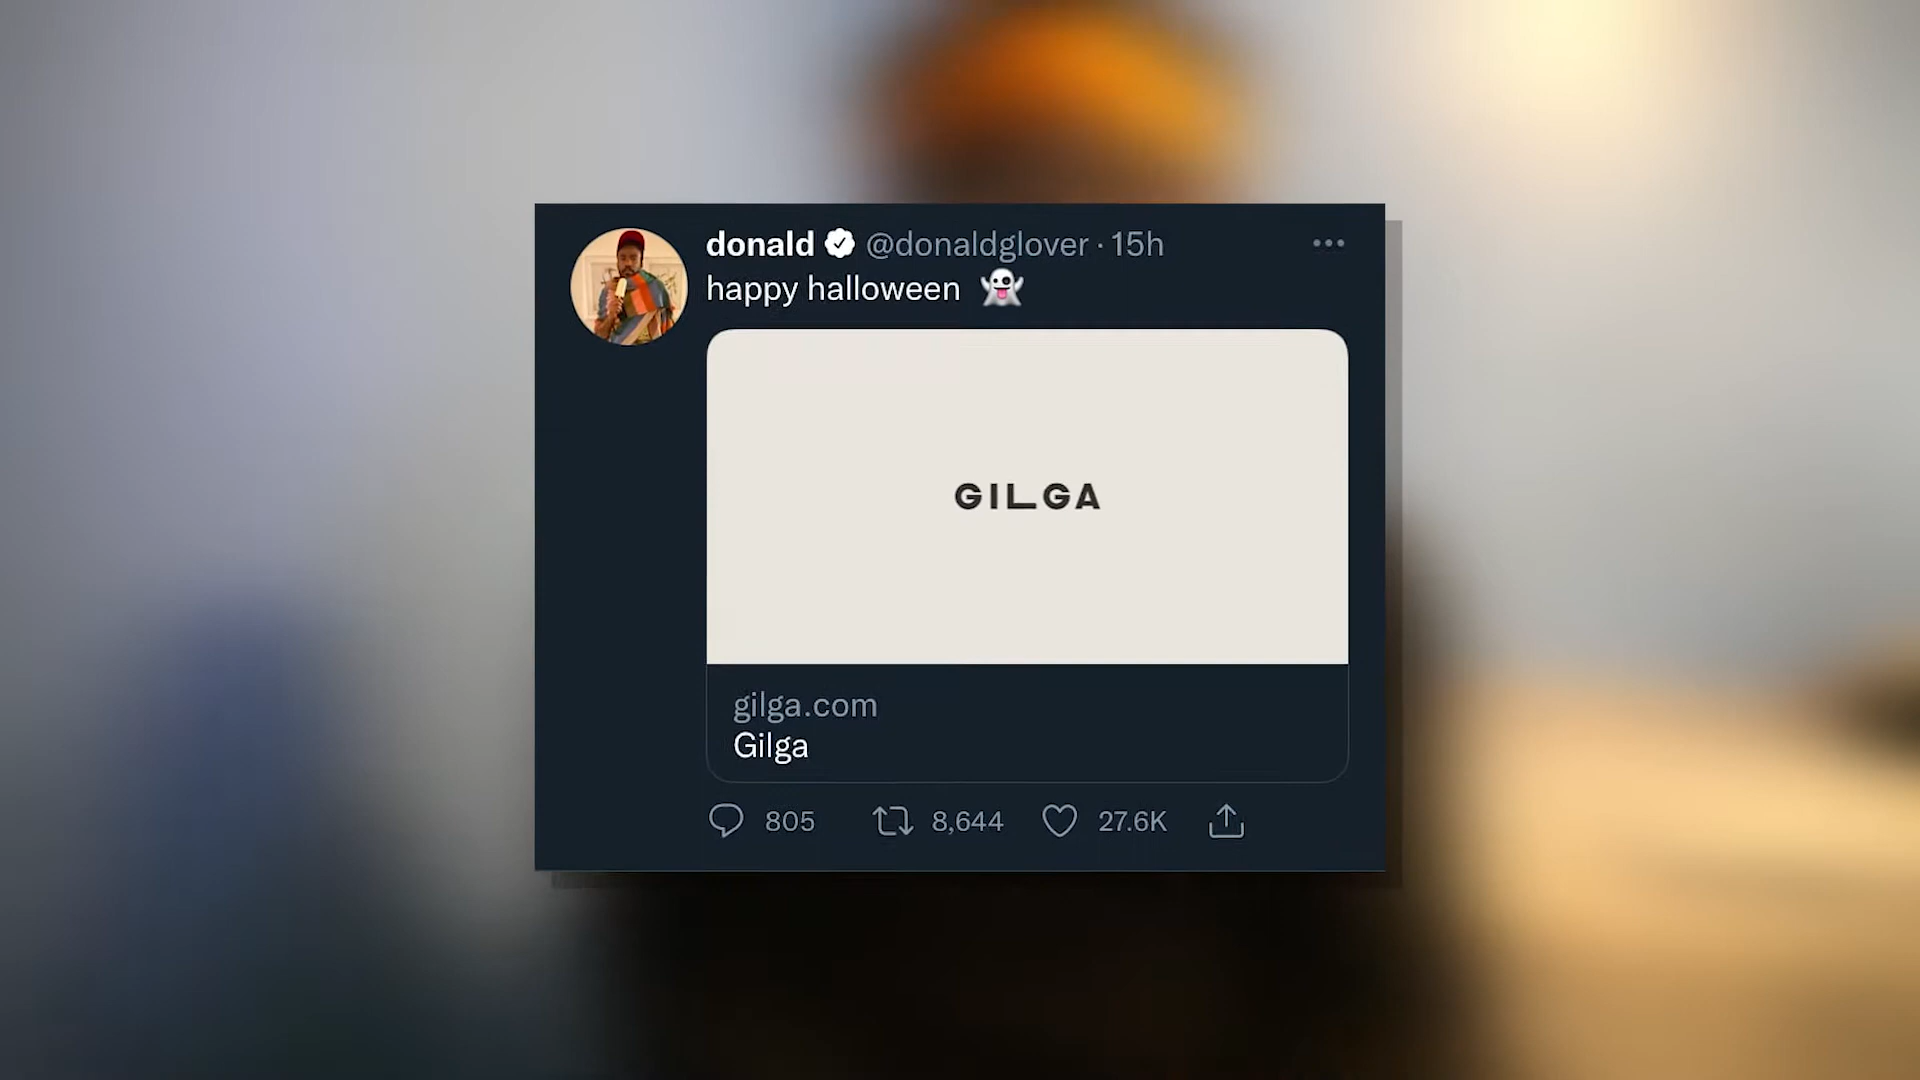 donald @donaldglover · 15h
happy halloween 👻
GILGA
gilga.com
Gilga
805 8,644 27.6K